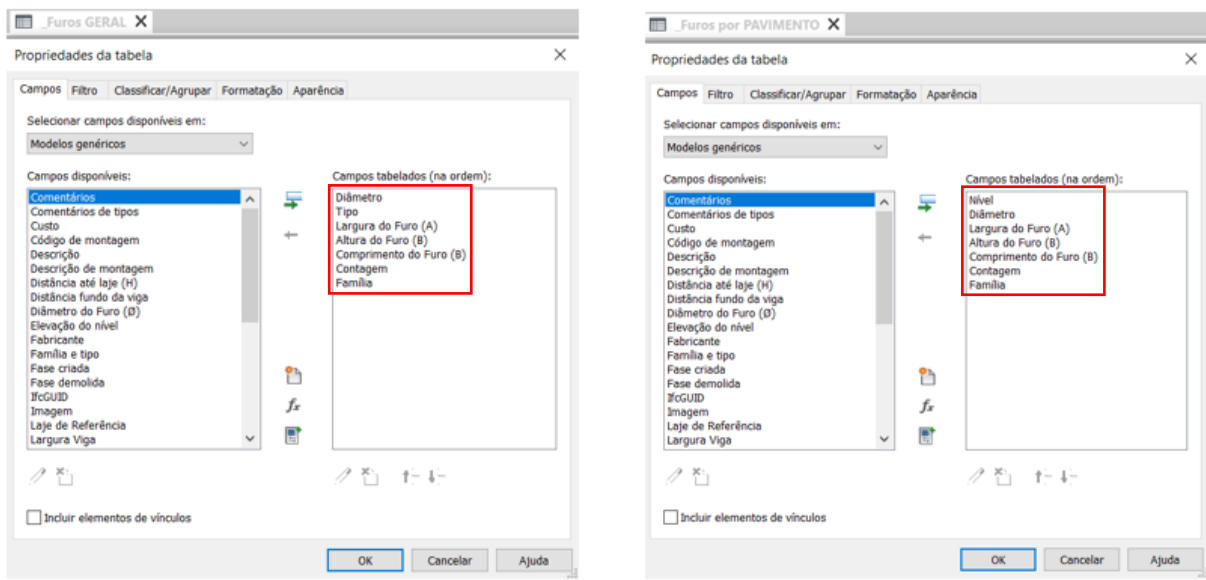 _Furos GERAL X
Propriedades da tabela
Campos Filtro Classificar/Agrupar Formatação Aparência
Selecionar campos disponíveis em:
Modelos genéricos
Campos disponíveis:
Comentários
Comentários de tipos
Custo
Código de montagem
Descrição
Descrição de montagem
Distância até laje (H)
Distância fundo da viga
Diâmetro do Furo (Ø)
Elevação do nível
Fabricante
Família e tipo
Fase criada
Fase demolida
IfcGUID
Imagem
Laje de Referência
Largura Viga
Campos tabelados (na ordem):
Diâmetro
Tipo
Largura do Furo (A)
Altura do Furo (B)
Comprimento do Furo (B)
Contagem
Família
fx
Incluir elementos de vínculos
OK Cancelar Ajuda
_Furos por PAVIMENTO X
Propriedades da tabela
Campos Filtro Classificar/Agrupar Formatação Aparência
Selecionar campos disponíveis em:
Modelos genéricos
Campos disponíveis:
Comentários
Comentários de tipos
Custo
Código de montagem
Descrição
Descrição de montagem
Distância até laje (H)
Distância fundo da viga
Diâmetro do Furo (Ø)
Elevação do nível
Fabricante
Família e tipo
Fase criada
Fase demolida
IfcGUID
Imagem
Laje de Referência
Largura Viga
Campos tabelados (na ordem):
Nível
Diâmetro
Largura do Furo (A)
Altura do Furo (B)
Comprimento do Furo (B)
Contagem
Família
fx
Incluir elementos de vínculos
OK Cancelar Ajuda